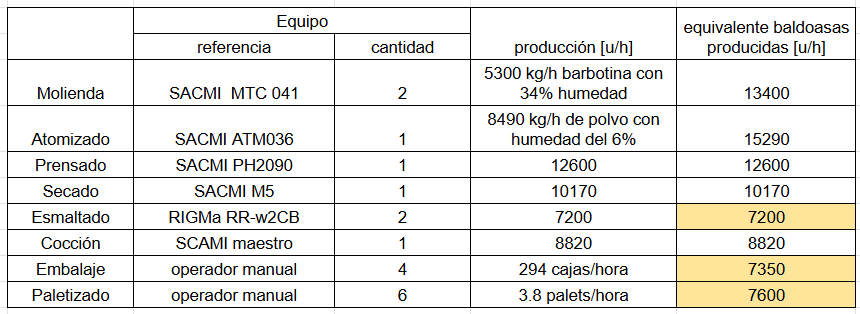 Equipo
referencia
cantidad
producción [u/h]
equivalente baldoasas
producidas [u/h]
Molienda
SACMI  MTC 041
2
5300 kg/h barbotina con
34% humedad
13400
Atomizado
SACMI ATM036
1
8490 kg/h de polvo con
humedad del 6%
15290
Prensado
SACMI PH2090
1
12600
12600
Secado
SACMI M5
1
10170
10170
Esmaltado
RIGMa RR-w2CB
2
7200
7200
Cocción
SCAMI maestro
1
8820
8820
Embalaje
operador manual
4
294 cajas/hora
7350
Paletizado
operador manual
6
3.8 palets/hora
7600